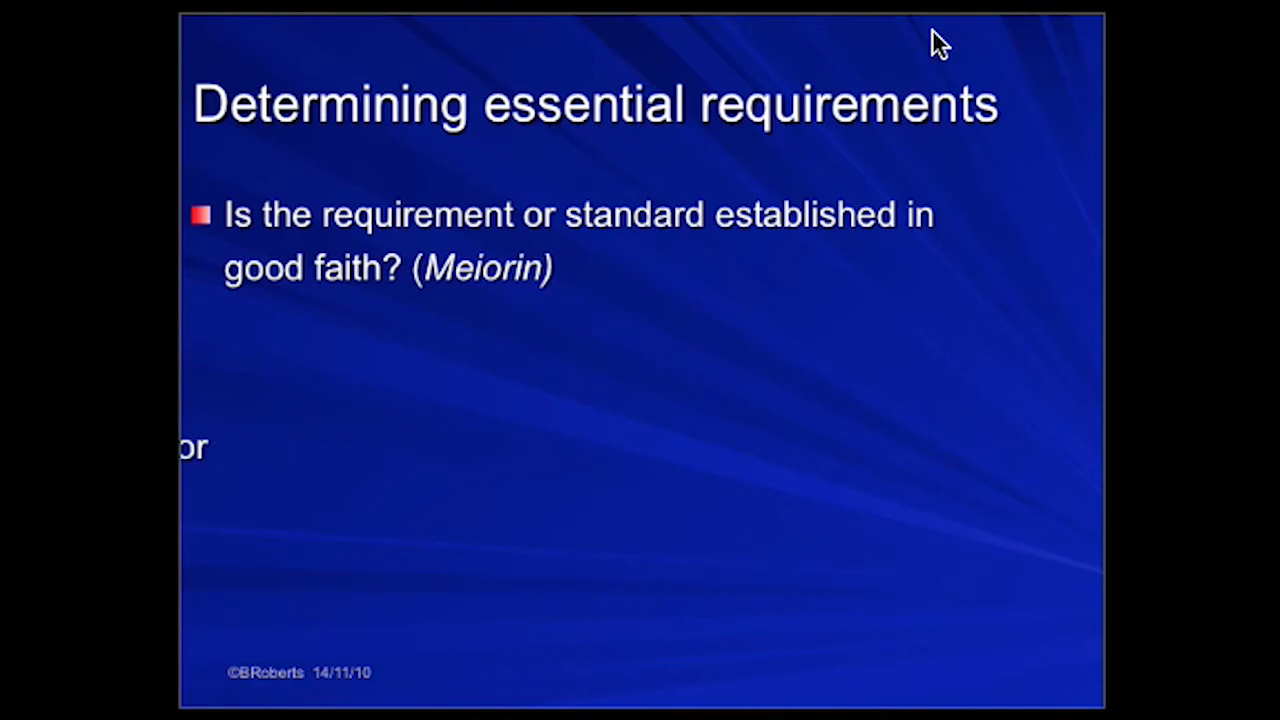 Determining essential requirements
Is the requirement or standard established in
good faith? (Meiorin)
or
©BRoberts 14/11/10